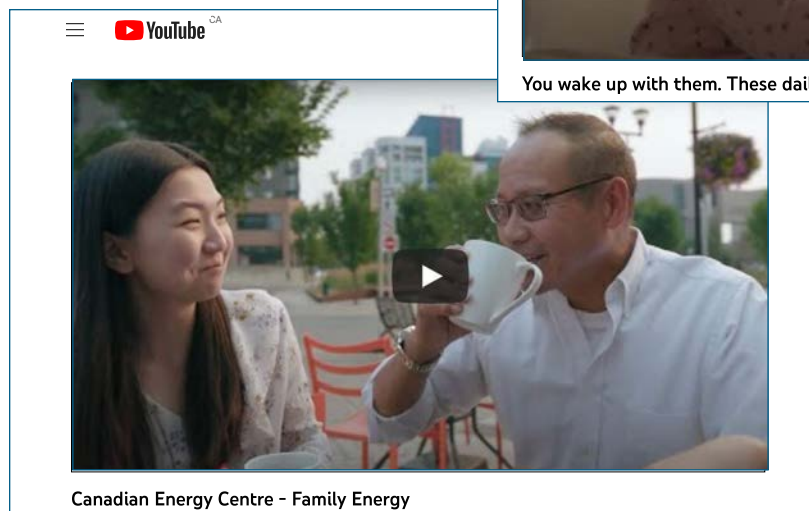 YouTube CA
You wake up with them. These dai
Canadian Energy Centre - Family Energy